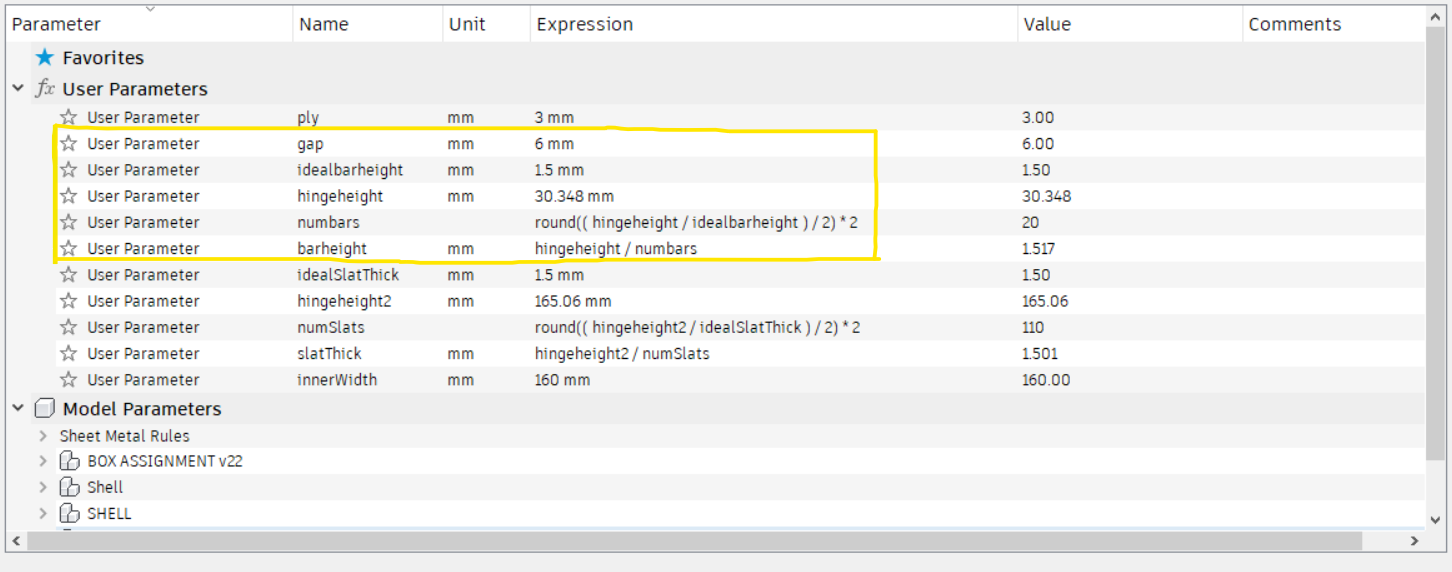 Parameter Name Unit Expression Value Comments
Favorites
fx User Parameters
User Parameter ply mm 3 mm 3.00
User Parameter gap mm 6 mm 6.00
User Parameter idealbarheight mm 1.5 mm 1.50
User Parameter hingeheight mm 30.348 mm 30.348
User Parameter numbars round(( hingeheight / idealbarheight ) / 2) * 2 20
User Parameter barheight mm hingeheight / numbars 1.517
User Parameter idealSlatThick mm 1.5 mm 1.50
User Parameter hingeheight2 mm 165.06 mm 165.06
User Parameter numSlats round(( hingeheight2 / idealSlatThick ) / 2) * 2 110
User Parameter slatThick mm hingeheight2 / numSlats 1.501
User Parameter innerWidth mm 160 mm 160.00
Model Parameters
Sheet Metal Rules
BOX ASSIGNMENT v22
Shell
SHELL